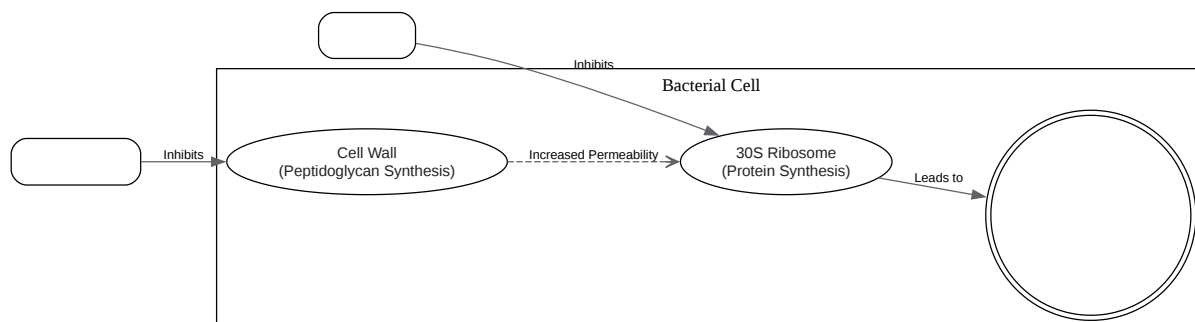 Inhibits
Bacterial Cell
Inhibits
Cell Wall
(Peptidoglycan Synthesis)
Increased Permeability
30S Ribosome
(Protein Synthesis)
Leads to